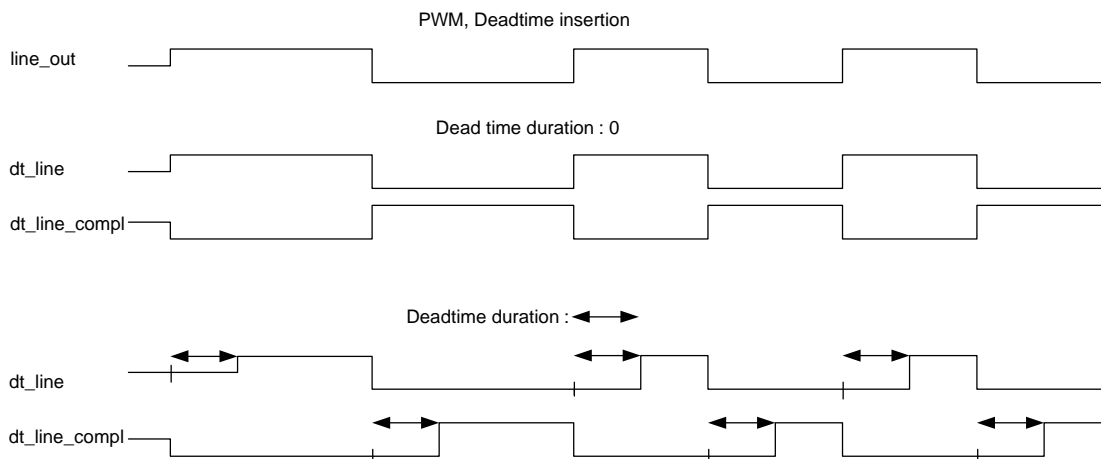 PWM, Deadtime insertion
line_out
Dead time duration : 0
dt_line
dt_line_compl
Deadtime duration :
dt_line
dt_line_compl